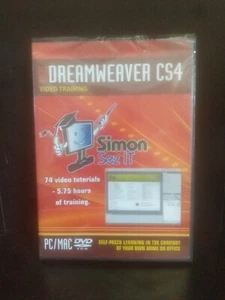 DREAMWEAVER CS4
VIDEO TRAINING
Simon
Sez IT
74 video tutorials
- 5.75 hours
of training.
PC/MAC DVD
SELF-PACED LEARNING IN THE COMFORT
OF YOUR OWN HOME OR OFFICE